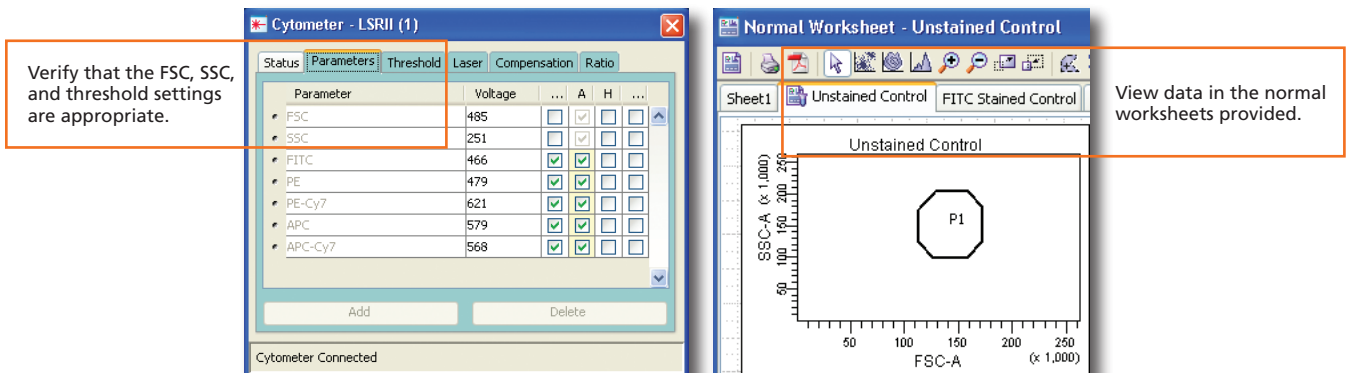 Verify that the FSC, SSC,
and threshold settings
are appropriate.
Cytometer - LSRII (1)
Status Parameters Threshold Laser Compensation Ratio
Parameter Voltage ... A H ...
FSC 485
SSC 251
FITC 466
PE 479
PE-Cy7 621
APC 579
APC-Cy7 568
Add Delete
Cytometer Connected
Normal Worksheet - Unstained Control
Sheet1 Unstained Control FITC Stained Control
Unstained Control
SSC-A (x 1,000)
250
200
150
100
50
P1
50 100 150 200 250
FSC-A (x 1,000)
View data in the normal
worksheets provided.